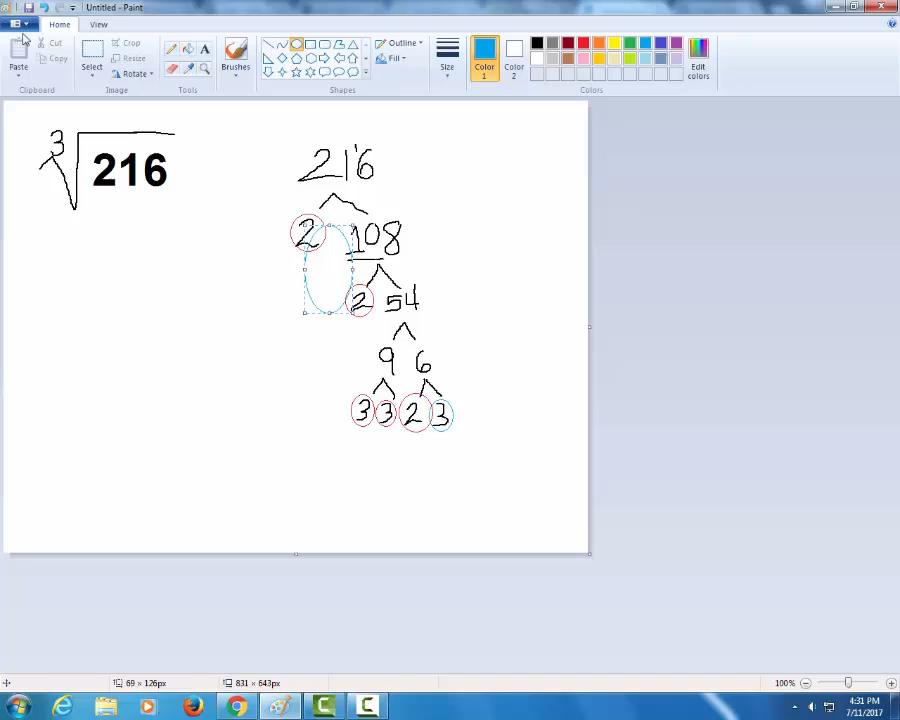 Untitled - Paint
Home View
Paste
Cut
Copy
Clipboard
Select
Crop
Resize
Rotate
Image
A
Tools
Brushes
Outline
Fill
Shapes
Size
Color 1
Color 2
Edit colors
Colors
3
216
216
2 108
2 54
9 6
3 3 2 3
69 × 126px
831 × 643px
100%
4:31 PM
7/11/2017